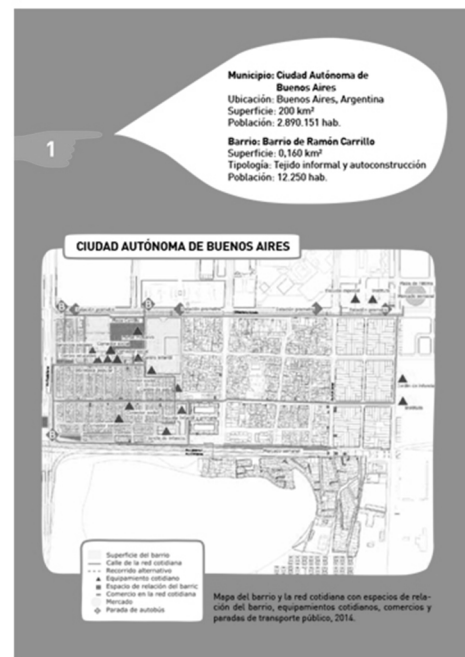 Municipio: Ciudad Autónoma de
Buenos Aires
Ubicación: Buenos Aires, Argentina
Superficie: 200 km²
Población: 2.890.151 hab.
Barrio: Barrio de Ramón Carrillo
Superficie: 0,160 km²
Tipología: Tejido informal y autoconstrucción
Población: 12.250 hab.
1
CIUDAD AUTÓNOMA DE BUENOS AIRES
Superficie del barrio
Calle de la red cotidiana
Recorrido alternativo
Equipamiento cotidiano
Espacio de relación del barric
Comercio en la red cotidiana
Mercado
Parada de autobús
Mapa del barrio y la red cotidiana con espacios de rela-
ción del barrio, equipamientos cotidianos, comercios y
paradas de transporte público, 2014.